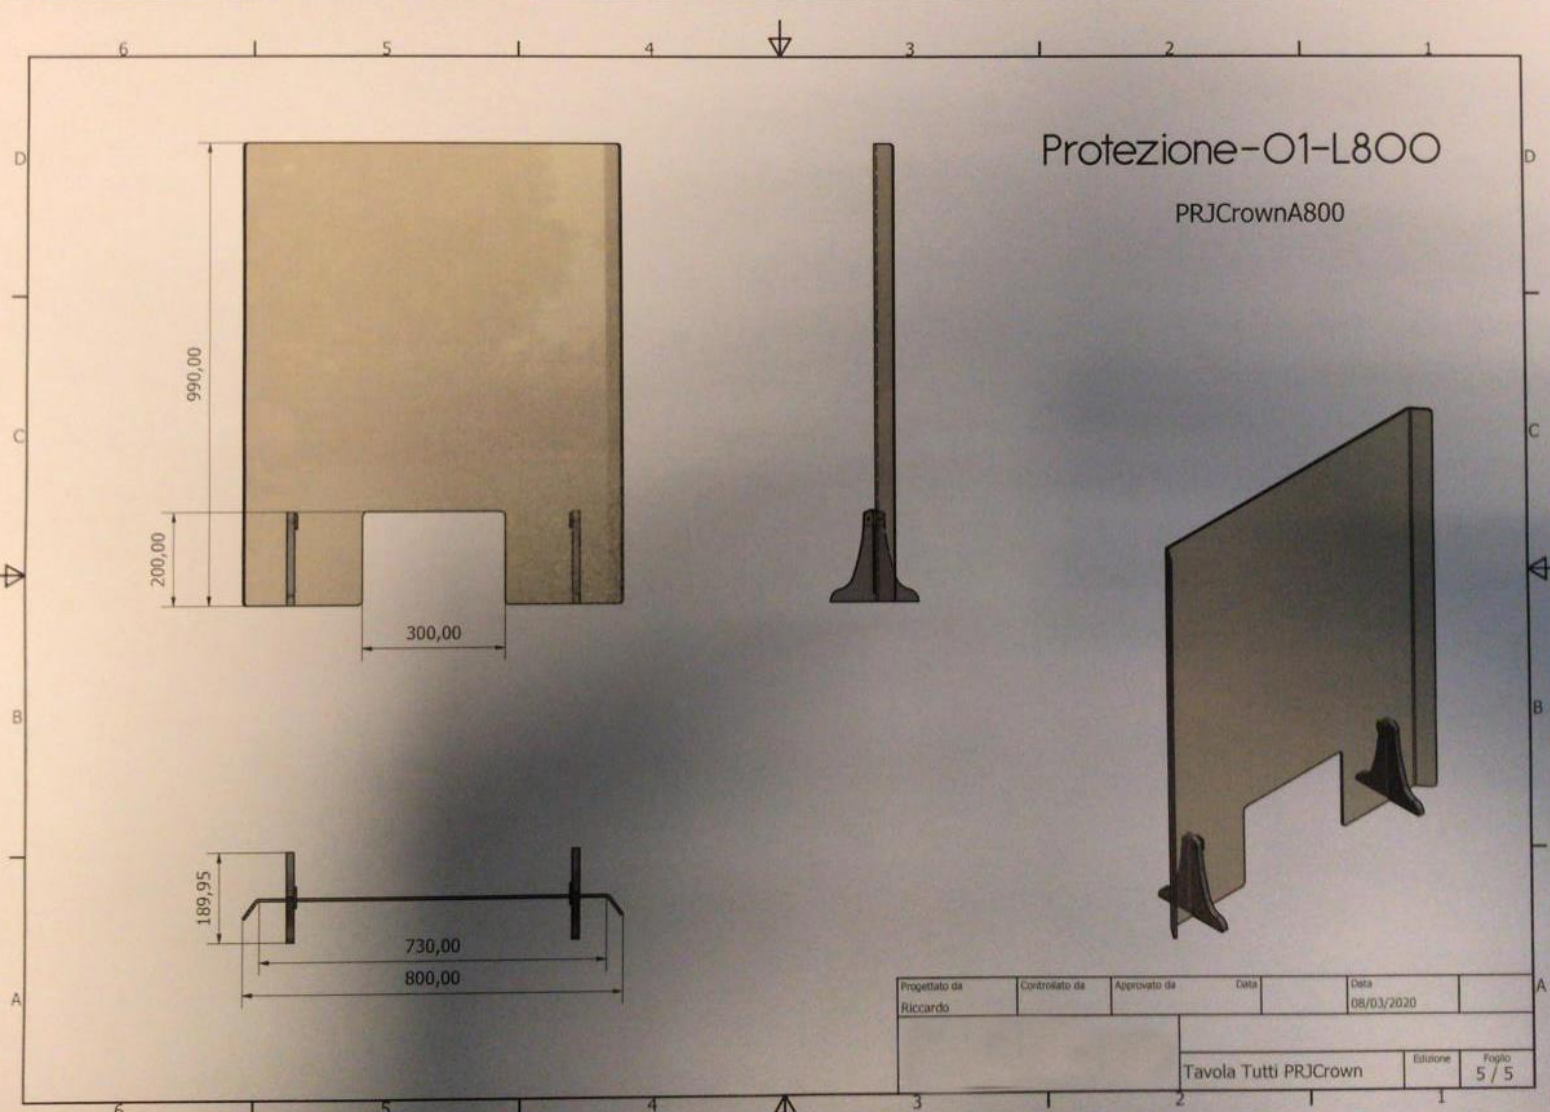 6 5 4 3 2 1
D D
Protezione-01-L800
PRJCrownA800
990,00
C C
200,00
300,00
B B
189,95
730,00
800,00
A A
Progettato da
Riccardo
Controllato da
Approvato da
Data
Data
08/03/2020
Tavola Tutti PRJCrown
Edizione
Foglio
5 / 5
6 5 4 3 2 1